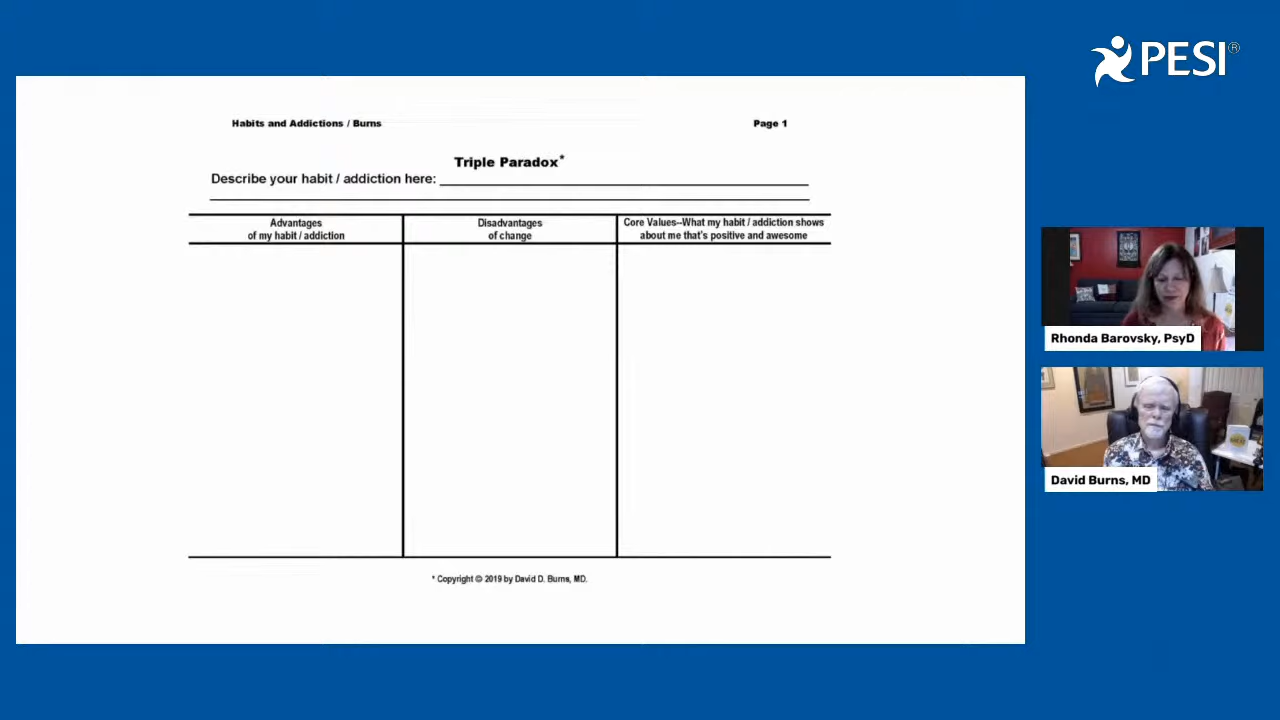 PESI®
Habits and Addictions / Burns
Page 1
Triple Paradox*
Describe your habit / addiction here:
Advantages
of my habit / addiction
Disadvantages
of change
Core Values--What my habit / addiction shows
about me that's positive and awesome
* Copyright © 2019 by David D. Burns, MD.
Rhonda Barovsky, PsyD
David Burns, MD